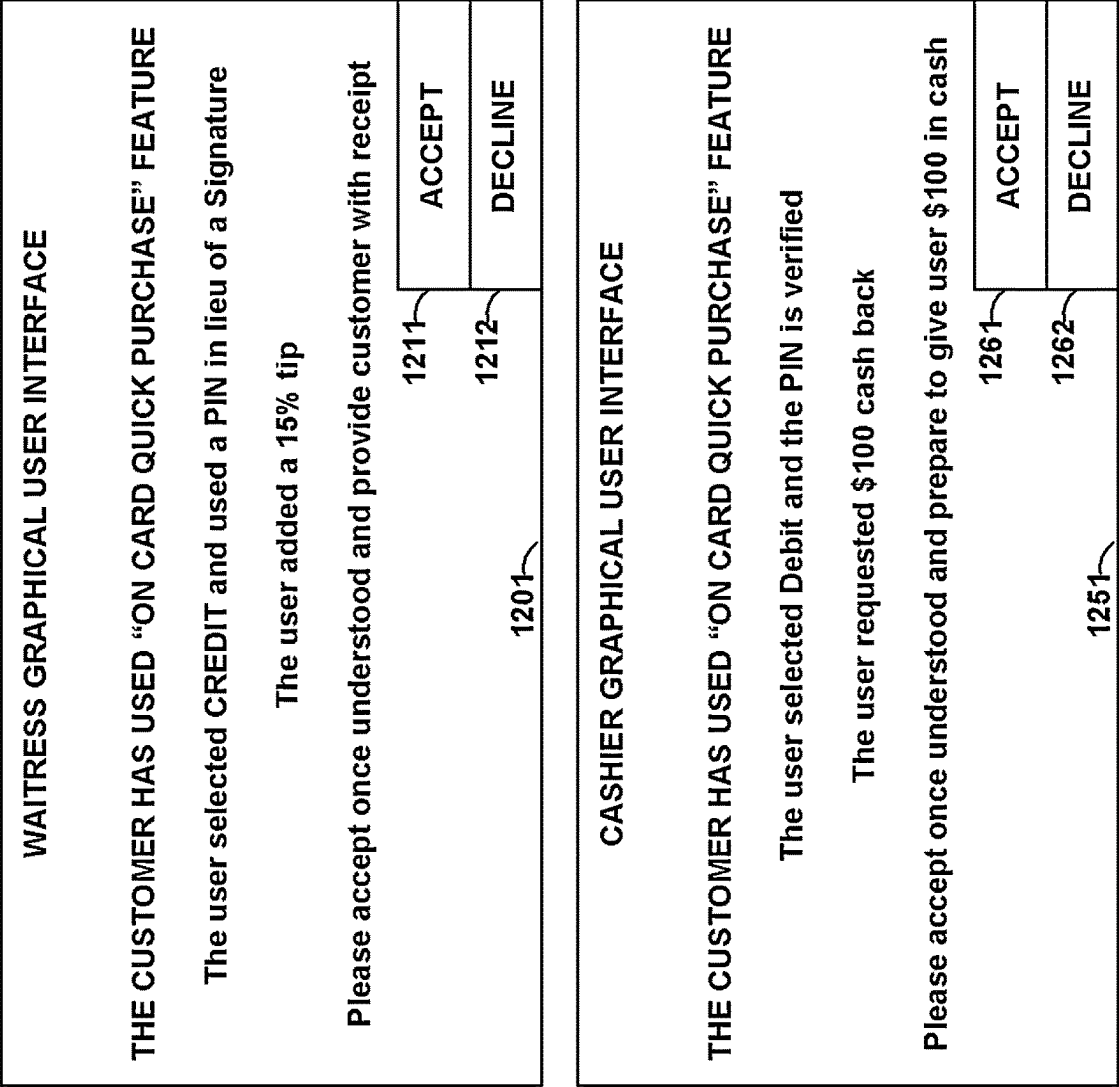 WAITRESS GRAPHICAL USER INTERFACE
THE CUSTOMER HAS USED “ON CARD QUICK PURCHASE” FEATURE
The user selected CREDIT and used a PIN in lieu of a Signature
The user added a 15% tip
Please accept once understood and provide customer with receipt
1211
ACCEPT
1212
DECLINE
1201
CASHIER GRAPHICAL USER INTERFACE
THE CUSTOMER HAS USED “ON CARD QUICK PURCHASE” FEATURE
The user selected Debit and the PIN is verified
The user requested $100 cash back
Please accept once understood and prepare to give user $100 in cash
1261
ACCEPT
1262
DECLINE
1251